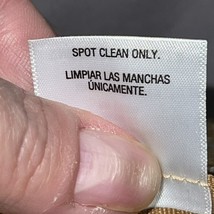 SPOT CLEAN ONLY.
LIMPIAR LAS MANCHAS
ÚNICAMENTE.